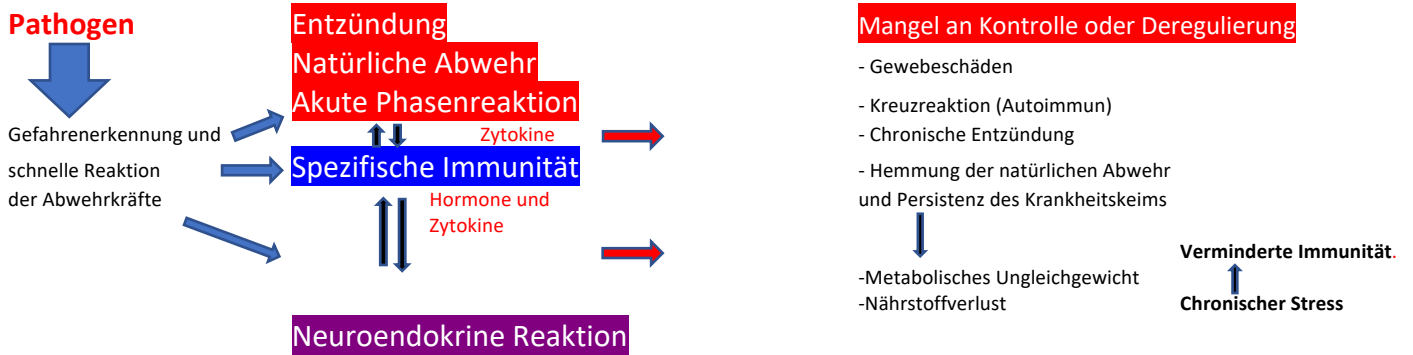 Pathogen
Gefahrenerkennung und
schnelle Reaktion
der Abwehrkräfte
Entzündung
Natürliche Abwehr
Akute Phasenreaktion
Zytokine
Spezifische Immunität
Hormone und
Zytokine
Neuroendokrine Reaktion
Mangel an Kontrolle oder Deregulierung
- Gewebeschäden
- Kreuzreaktion (Autoimmun)
- Chronische Entzündung
- Hemmung der natürlichen Abwehr
und Persistenz des Krankheitskeims
-Metabolisches Ungleichgewicht
-Nährstoffverlust
Verminderte Immunität.
Chronischer Stress